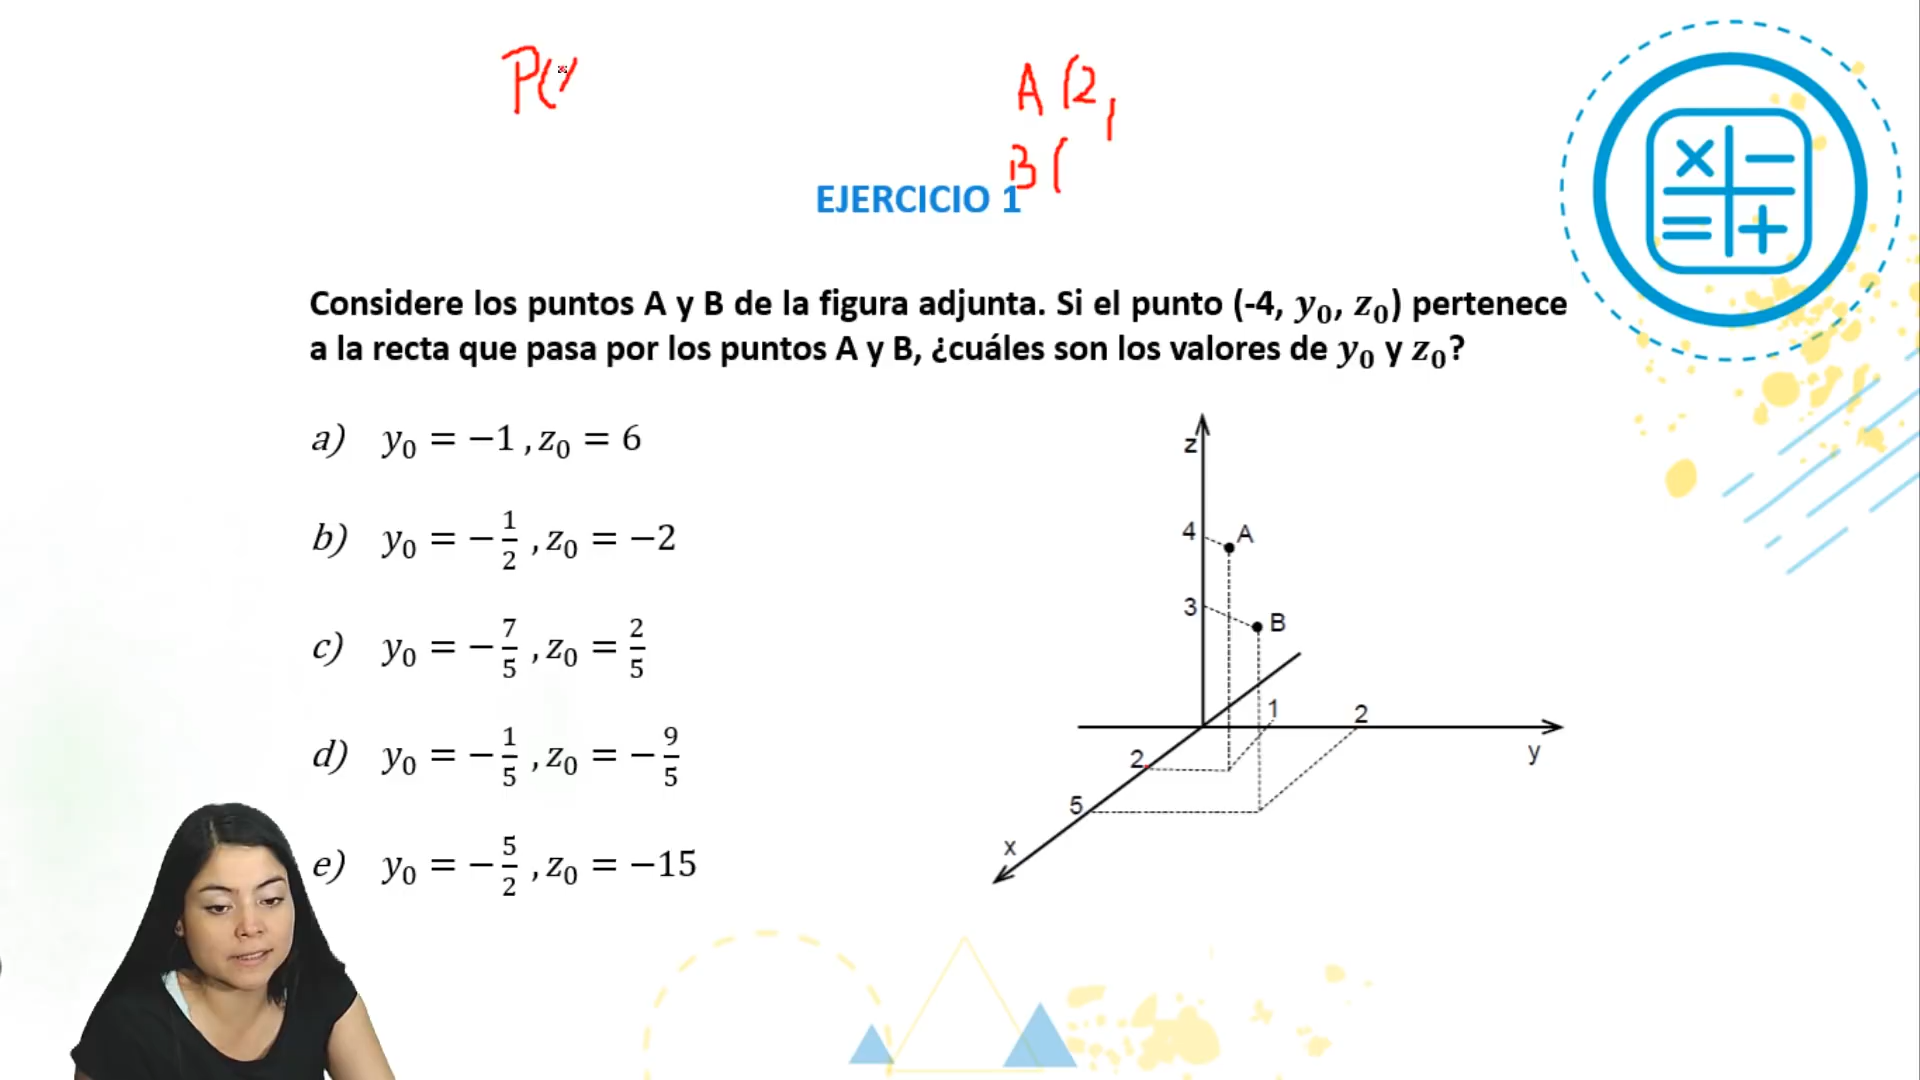 P(
A (2,
B (
EJERCICIO 1
Considere los puntos A y B de la figura adjunta. Si el punto (-4, y₀, z₀) pertenece
a la recta que pasa por los puntos A y B, ¿cuáles son los valores de y₀ y z₀?
a) y₀ = −1 , z₀ = 6
b) y₀ = −1/2 , z₀ = −2
c) y₀ = −7/5 , z₀ = 2/5
d) y₀ = −1/5 , z₀ = −9/5
e) y₀ = −5/2 , z₀ = −15
z
4 A
3 B
1 2
y
2
5
x